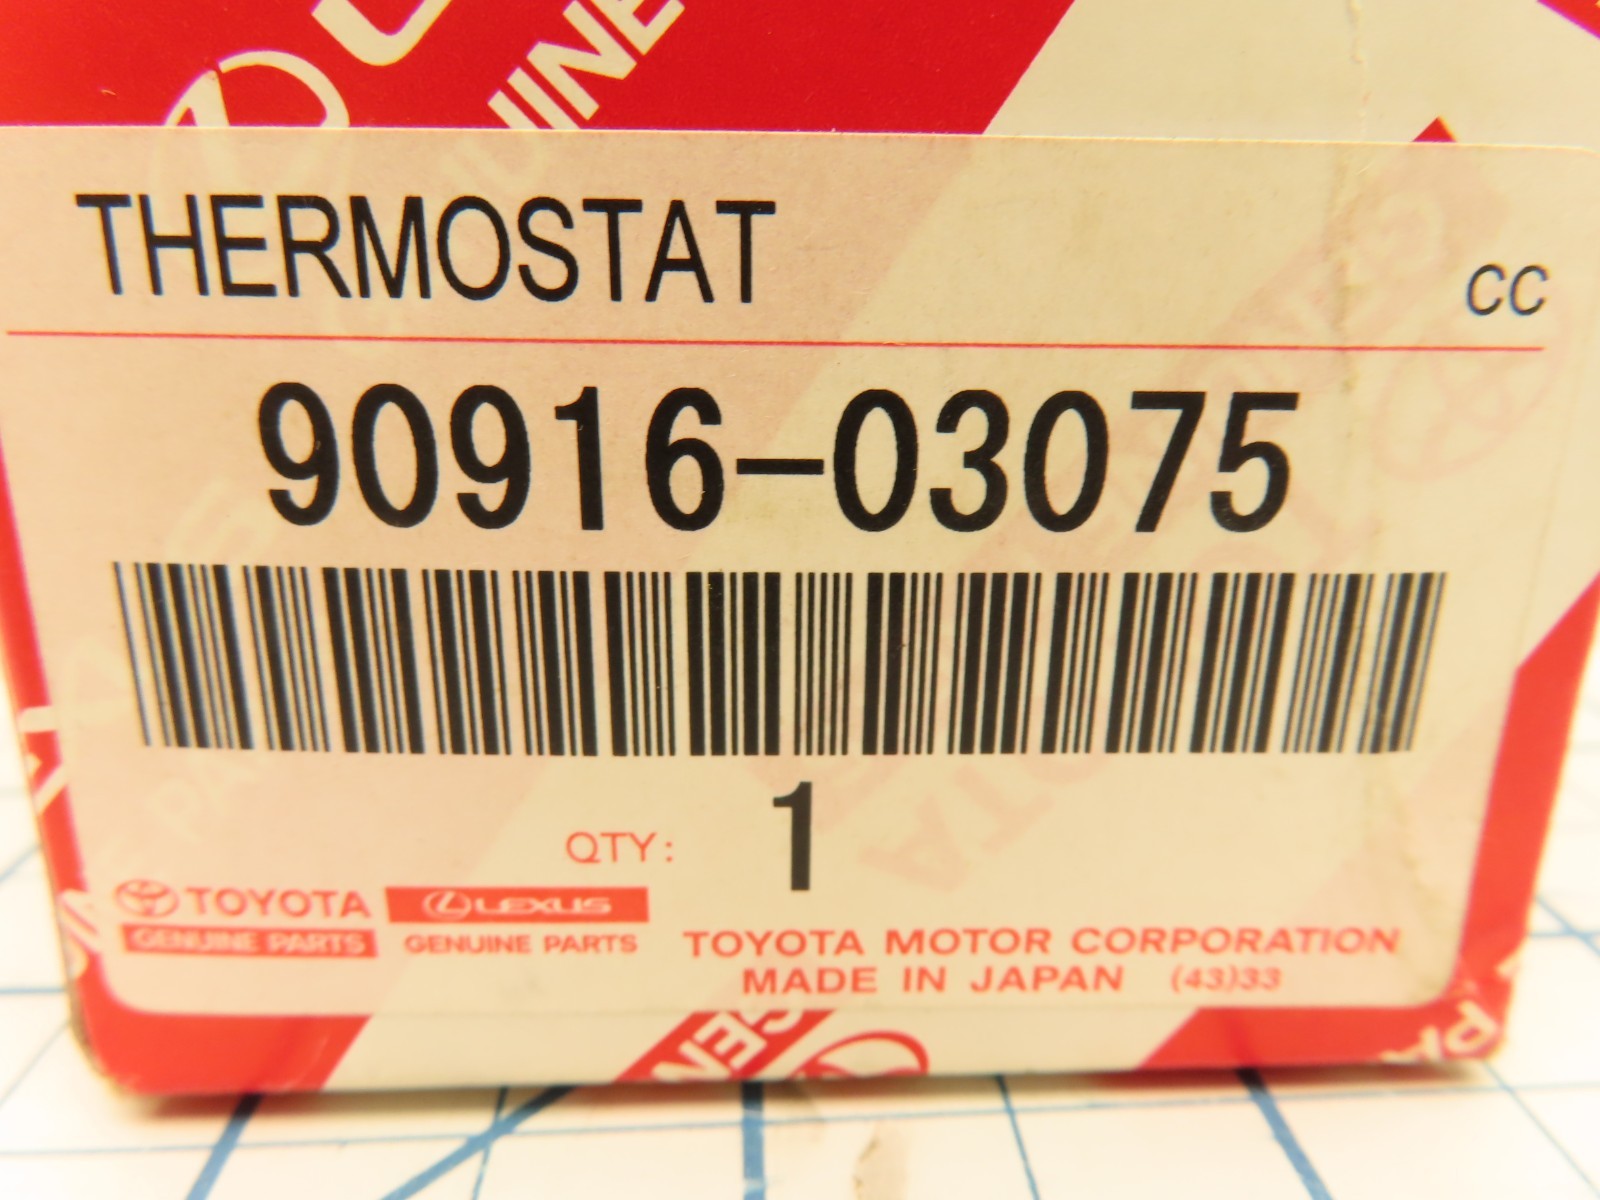 UINE
THERMOSTAT
CC
90916-03075
QTY: 1
TOYOTA LEXUS
GENUINE PARTS GENUINE PARTS
TOYOTA MOTOR CORPORATION
MADE IN JAPAN (43)33